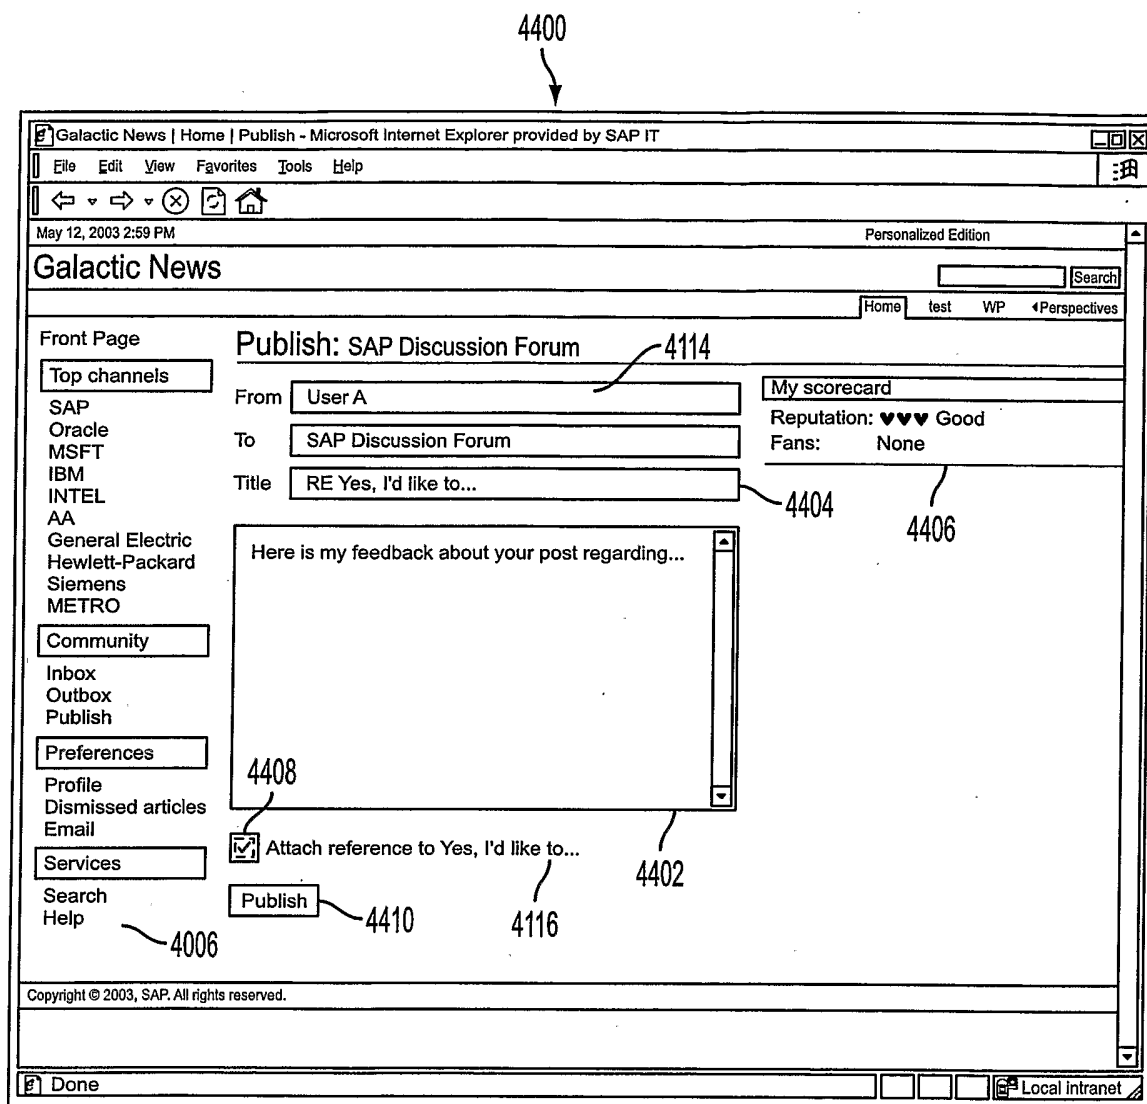 4400
Galactic News | Home | Publish - Microsoft Internet Explorer provided by SAP IT
File Edit View Favorites Tools Help
May 12, 2003 2:59 PM
Personalized Edition
Galactic News
Search
Home test WP Perspectives
Front Page
Top channels
SAP
Oracle
MSFT
IBM
INTEL
AA
General Electric
Hewlett-Packard
Siemens
METRO
Community
Inbox
Outbox
Publish
Preferences
Profile
Dismissed articles
Email
Services
Search
Help
4006
Publish: SAP Discussion Forum
4114
From User A
To SAP Discussion Forum
Title RE Yes, I'd like to...
4404
My scorecard
Reputation: ♥♥♥ Good
Fans: None
4406
Here is my feedback about your post regarding...
4408
4402
Attach reference to Yes, I'd like to...
4116
Publish
4410
Copyright © 2003, SAP. All rights reserved.
Done
Local intranet